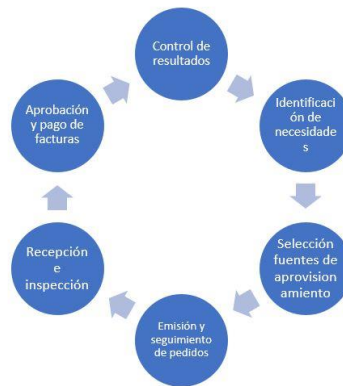 Control de
resultados
Identificaci
ón de
necesidade
s
Selección
fuentes de
aprovision
amiento
Emisión y
seguimiento
de pedidos
Recepción
e
inspección
Aprobación
y pago de
facturas